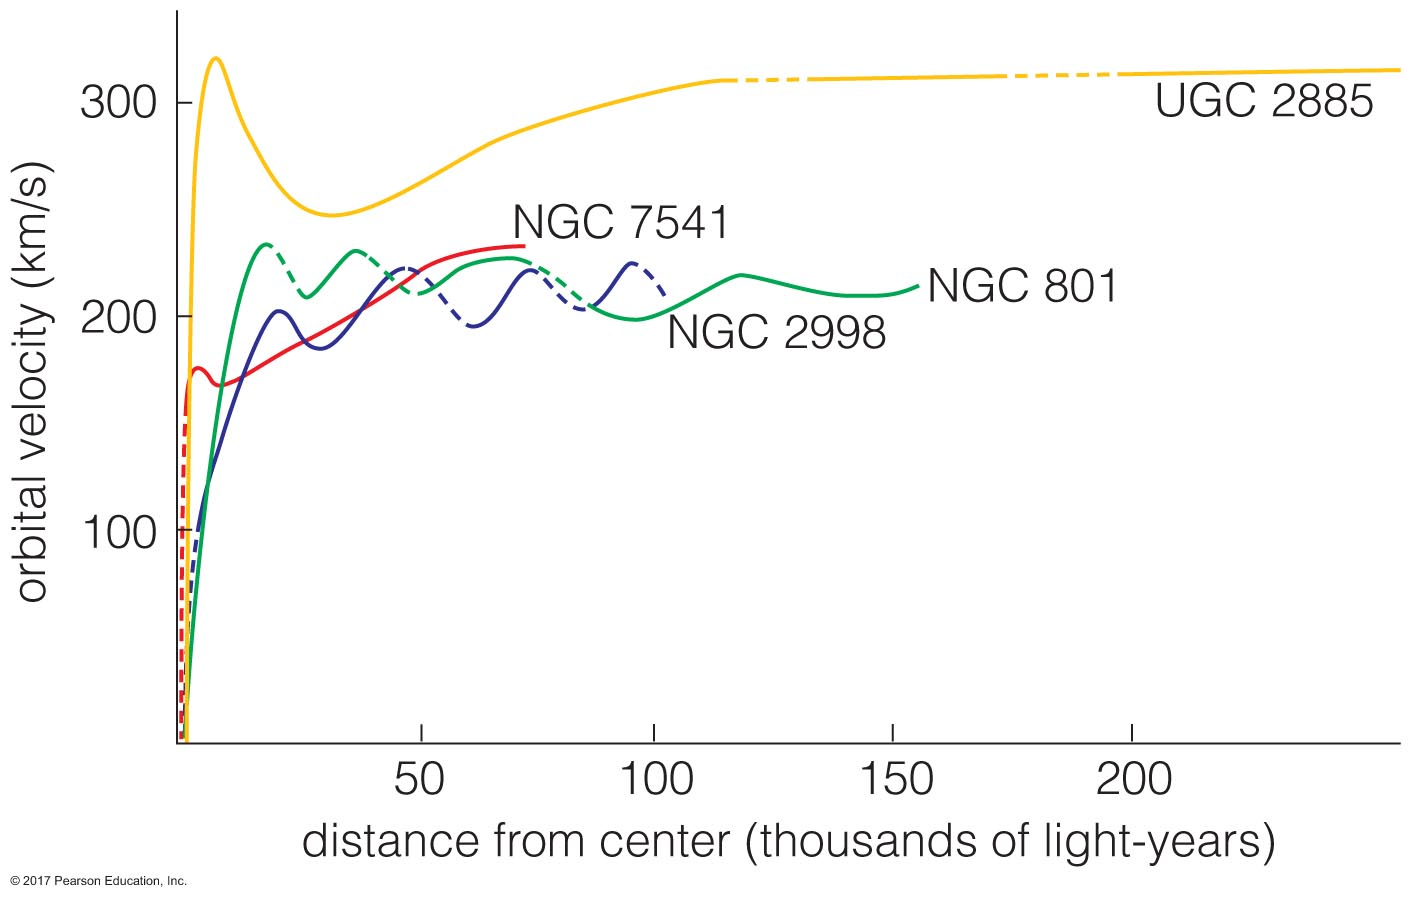 300
UGC 2885
NGC 7541
NGC 801
200
NGC 2998
100
orbital velocity (km/s)
50 100 150 200
distance from center (thousands of light-years)
© 2017 Pearson Education, Inc.